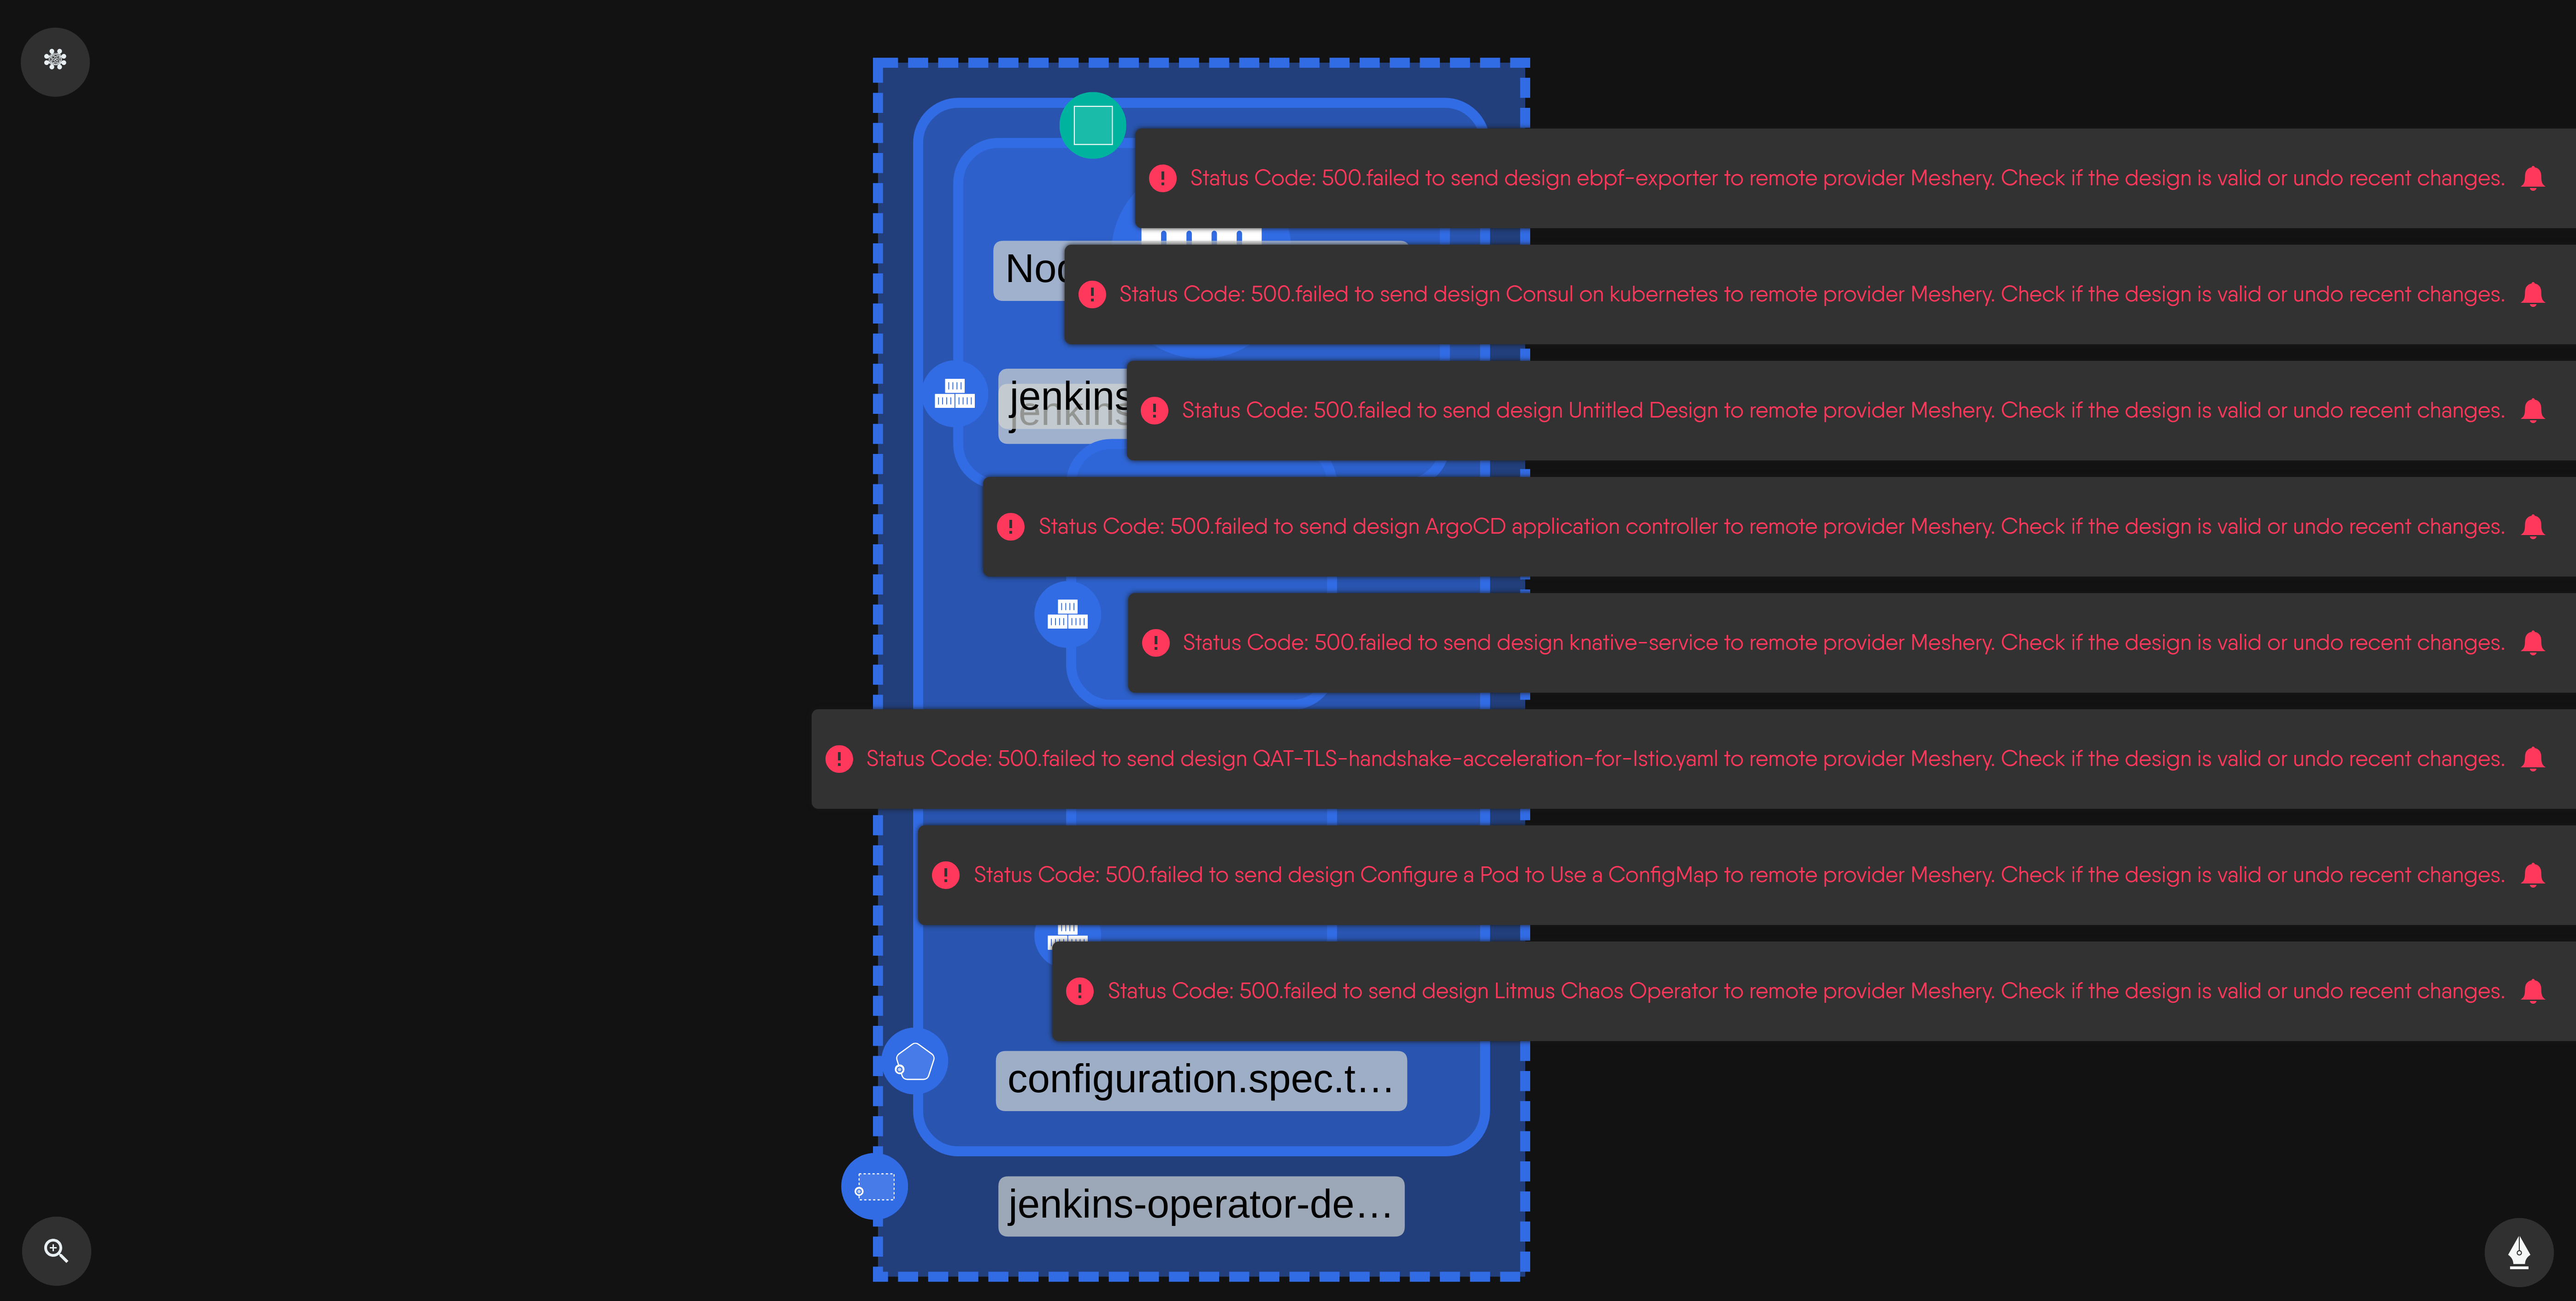 Status Code: 500.failed to send design ebpf-exporter to remote provider Meshery. Check if the design is valid or undo recent changes.
Status Code: 500.failed to send design Consul on kubernetes to remote provider Meshery. Check if the design is valid or undo recent changes.
jenkins
jenkins
Status Code: 500.failed to send design Untitled Design to remote provider Meshery. Check if the design is valid or undo recent changes.
Status Code: 500.failed to send design ArgoCD application controller to remote provider Meshery. Check if the design is valid or undo recent changes.
Status Code: 500.failed to send design knative-service to remote provider Meshery. Check if the design is valid or undo recent changes.
Status Code: 500.failed to send design QAT-TLS-handshake-acceleration-for-Istio.yaml to remote provider Meshery. Check if the design is valid or undo recent changes.
Status Code: 500.failed to send design Configure a Pod to Use a ConfigMap to remote provider Meshery. Check if the design is valid or undo recent changes.
Status Code: 500.failed to send design Litmus Chaos Operator to remote provider Meshery. Check if the design is valid or undo recent changes.
configuration.spec.t…
jenkins-operator-de…